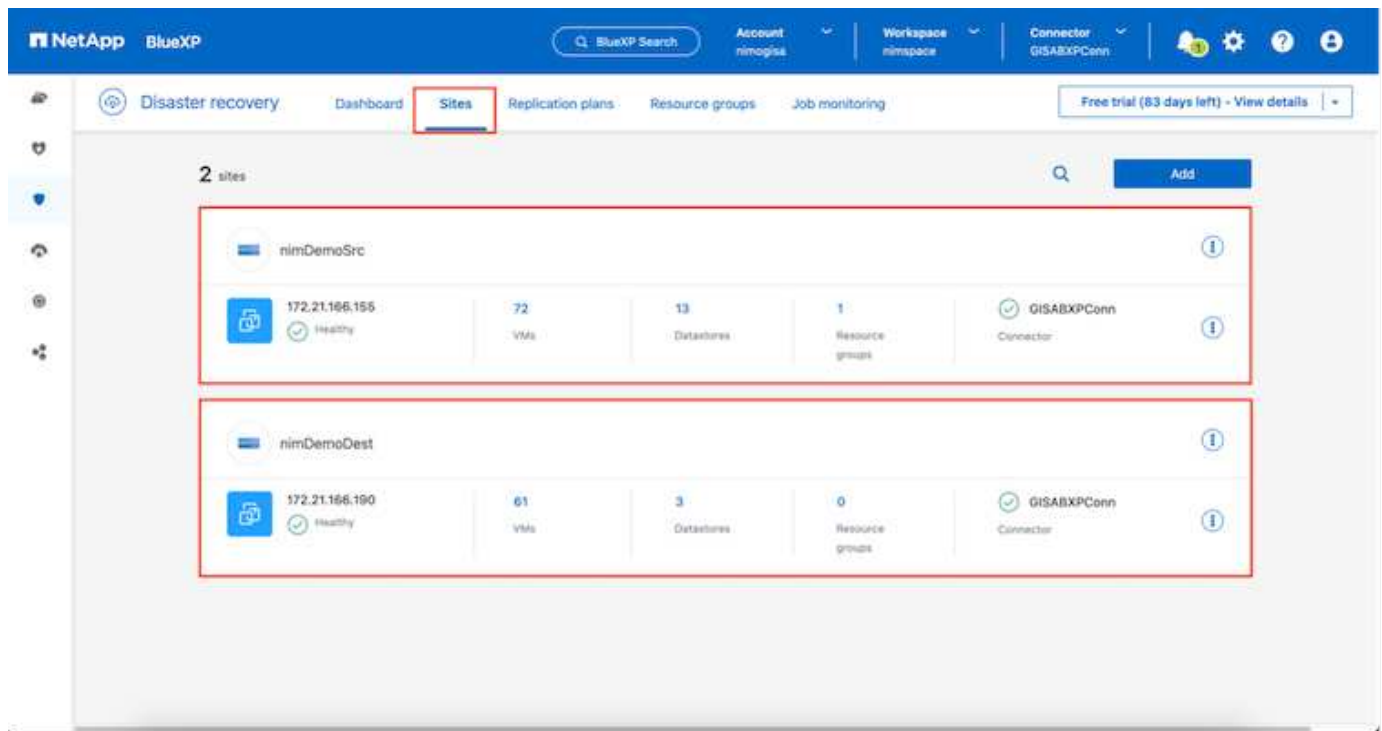 NetApp BlueXP
BlueXP Search
Account
nimogisa
Workspace
nimspace
Connector
GISABXPConn
1
Disaster recovery
Dashboard
Sites
Replication plans
Resource groups
Job monitoring
Free trial (83 days left) - View details
2 sites
Add
nimDemoSrc
172.21.166.155
Healthy
72
VMs
13
Datastores
1
Resource
groups
GISABXPConn
Connector
nimDemoDest
172.21.166.190
Healthy
61
VMs
3
Datastores
0
Resource
groups
GISABXPConn
Connector